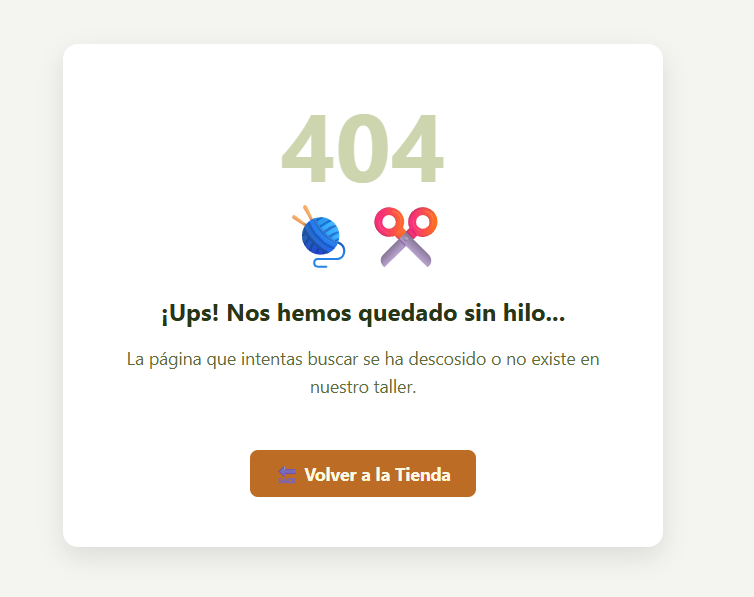 404
¡Ups! Nos hemos quedado sin hilo...
La página que intentas buscar se ha descosido o no existe en
nuestro taller.
Volver a la Tienda